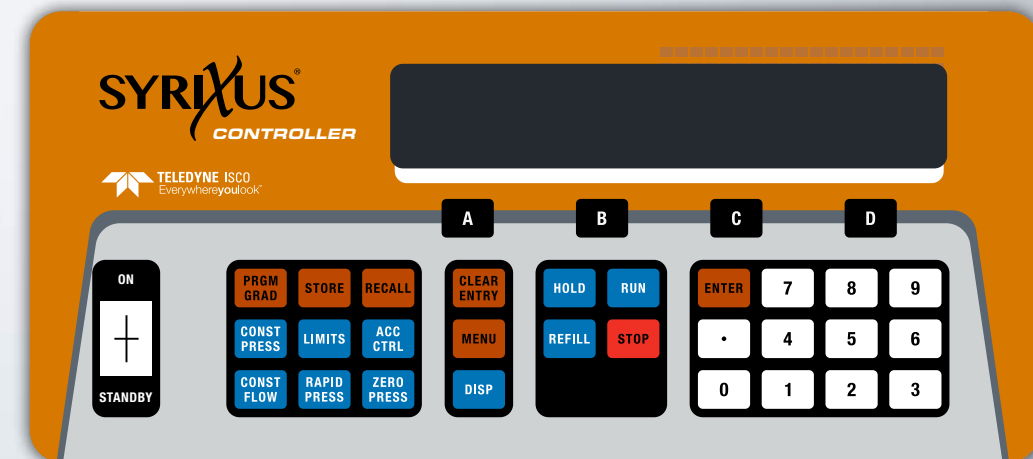 SYRIXUS®
CONTROLLER
TELEDYNE ISCO
Everywhereyoulook™
A B C D
ON
STANDBY
PRGM GRAD
STORE
RECALL
CONST PRESS
LIMITS
ACC CTRL
CONST FLOW
RAPID PRESS
ZERO PRESS
CLEAR ENTRY
MENU
DISP
HOLD
RUN
REFILL
STOP
ENTER 7 8 9
. 4 5 6
0 1 2 3